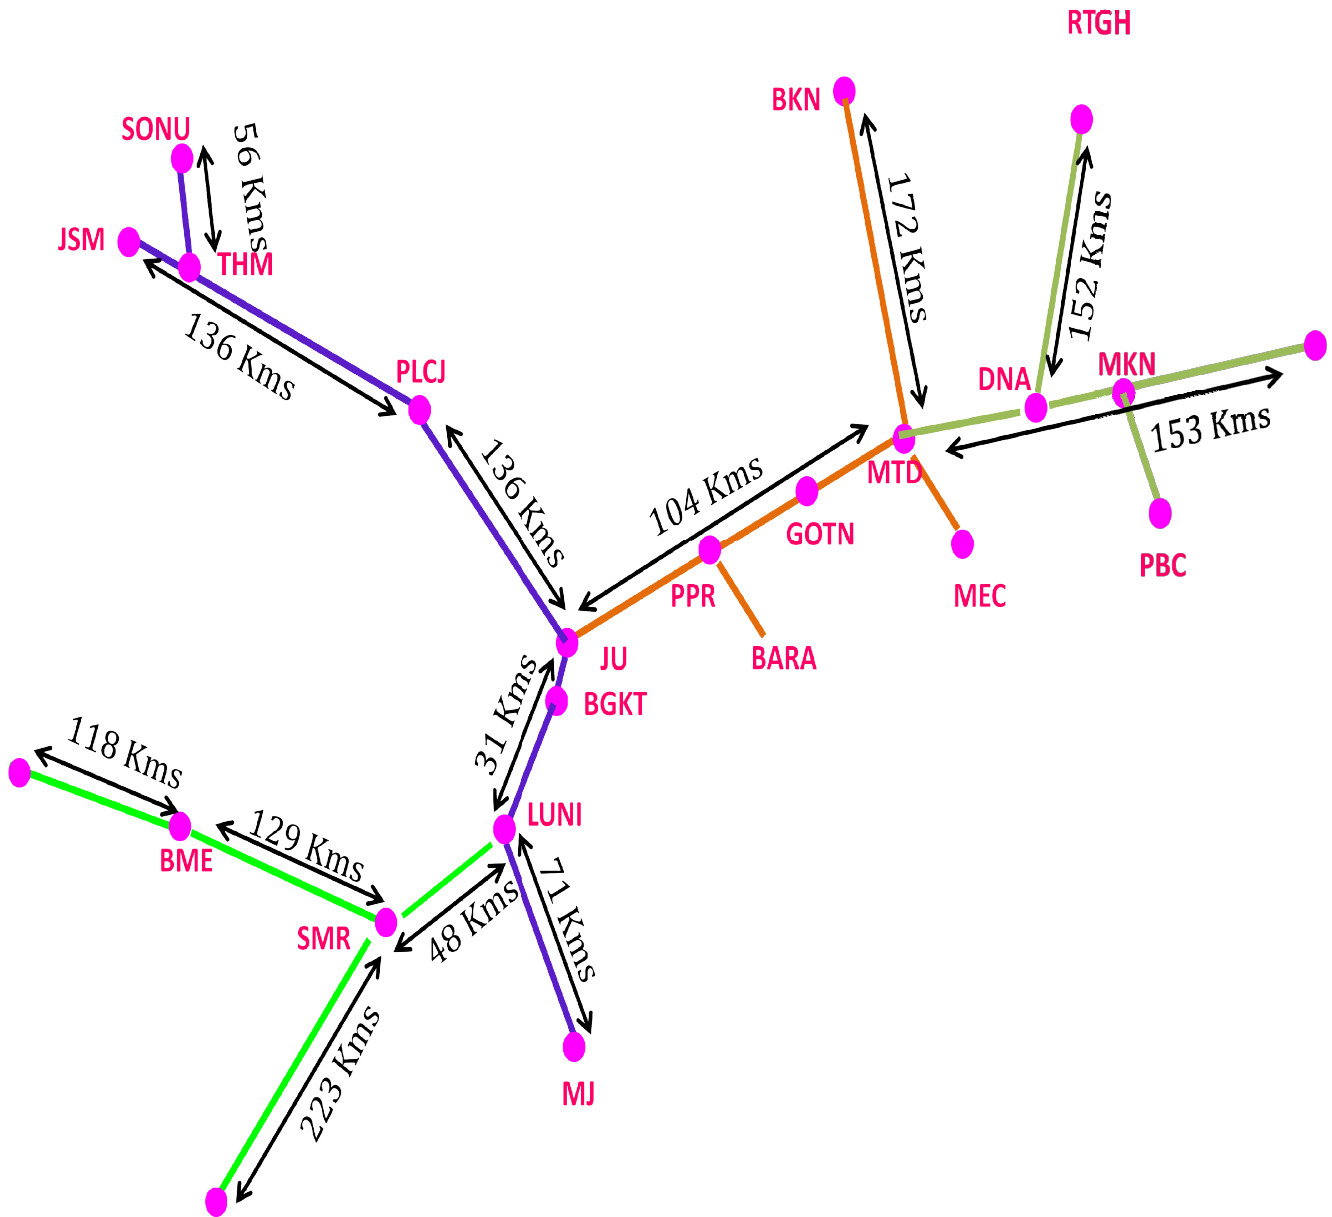 RTGH
BKN
SONU
56 Kms
172 Kms
152 Kms
JSM
THM
136 Kms
PLCJ
DNA
MKN
153 Kms
136 Kms
104 Kms
MTD
GOTN
PBC
PPR
MEC
JU
BARA
31 Kms
BGKT
118 Kms
LUNI
129 Kms
BME
71 Kms
48 Kms
SMR
223 Kms
MJ